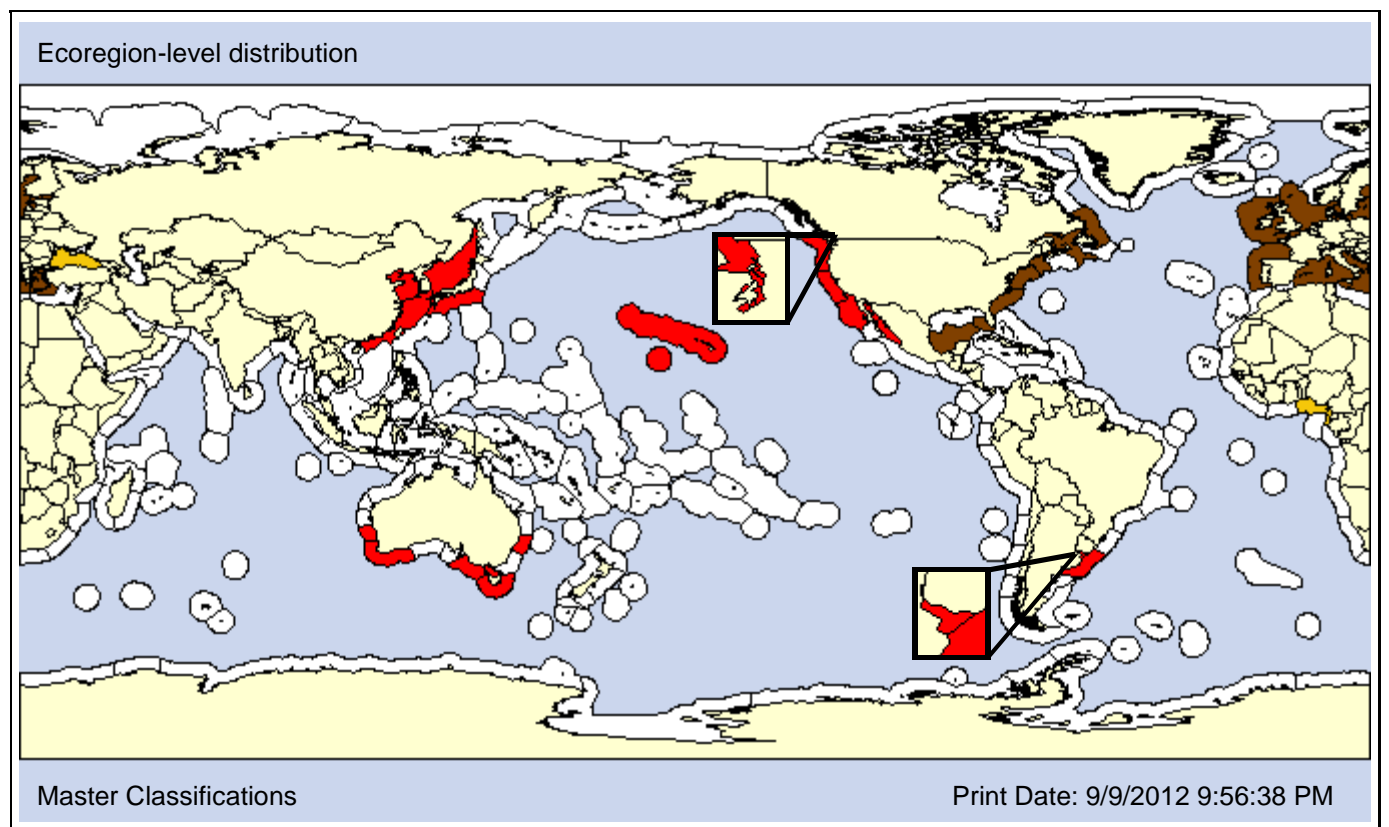 Ecoregion-level distribution
Master Classifications
Print Date: 9/9/2012 9:56:38 PM